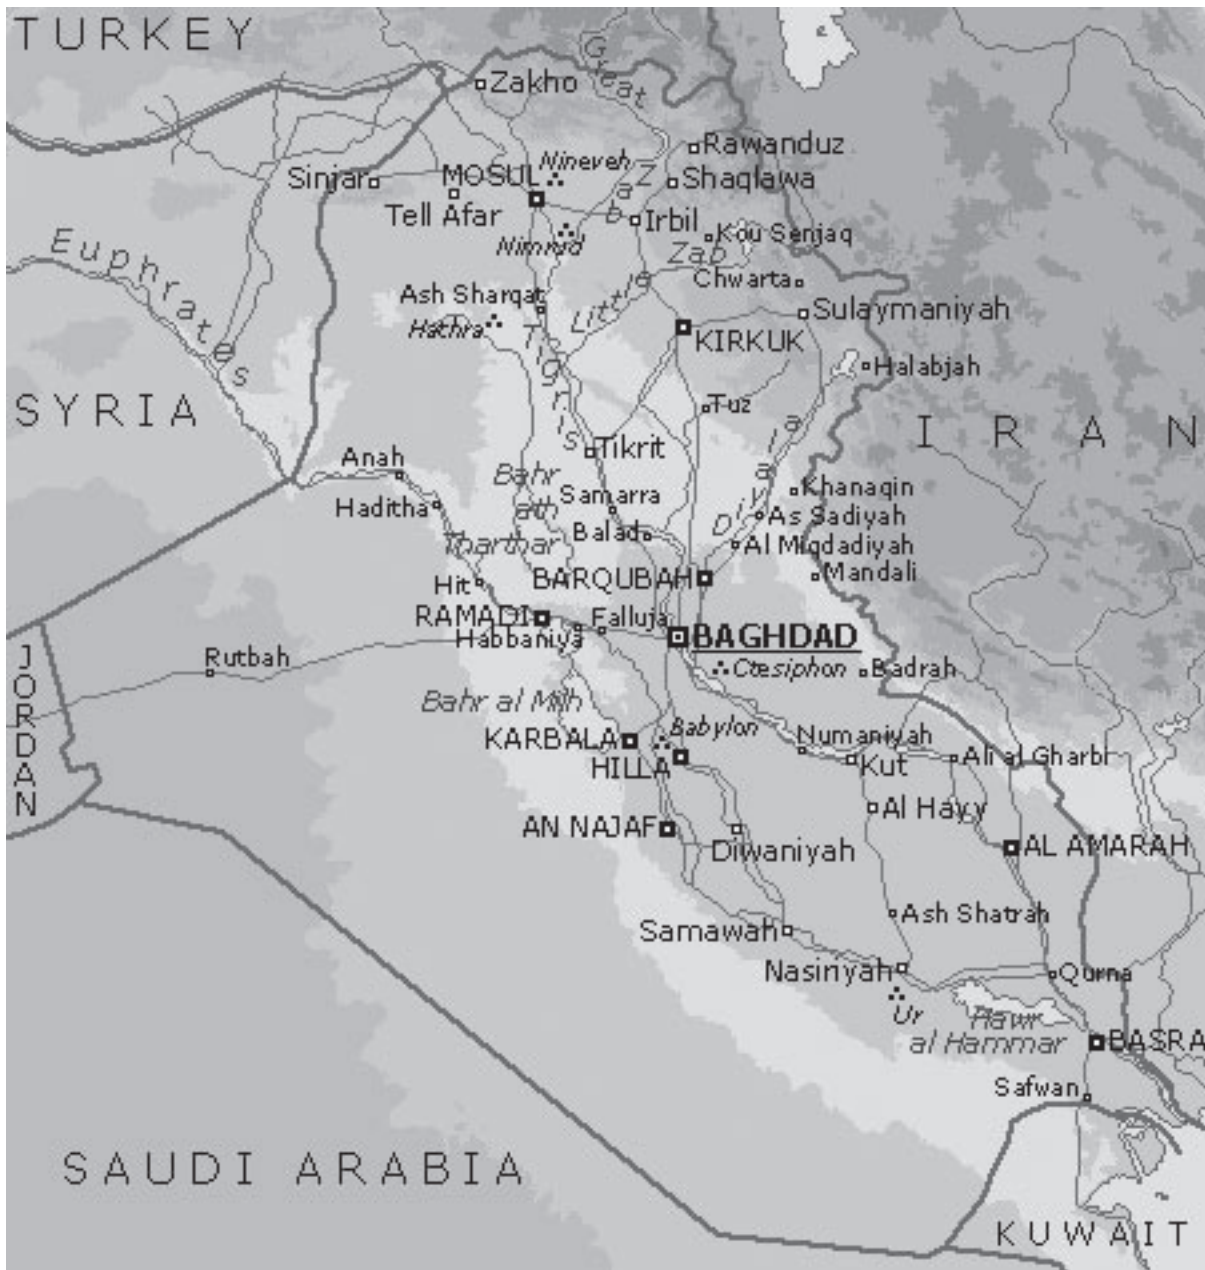 TURKEY
Great Zab
Zakho
Rawanduz
Nineveh
Sinjar
MOSUL
Shaqlawa
Tell Afar
Irbil
Nimrud
Kou Senjaq
Euphrates
Little Zab
Chwarta
Ash Sharqat
Hathra
Sulaymaniyah
Tigris
KIRKUK
Halabjah
SYRIA
Tuz
IRAN
Diyala
Tikrit
Anah
Bahr
ath
Tharthar
Samarra
Khanaqin
Haditha
As Sadiyah
Balad
Al Miqdadiyah
Hit
BARQUBAH
Mandali
RAMADI
Falluja
Habbaniya
BAGHDAD
JORDAN
Rutbah
Ctesiphon
Badrah
Bahr al Milh
Babylon
KARBALA
Numaniyah
HILLA
Kut
Ali al Gharbi
Al Hayy
AN NAJAF
Diwaniyah
AL AMARAH
Ash Shatrah
Samawah
Nasiriyah
Qurna
Ur
Hawr
al Hammar
BASRA
Safwan
SAUDI ARABIA
KUWAIT